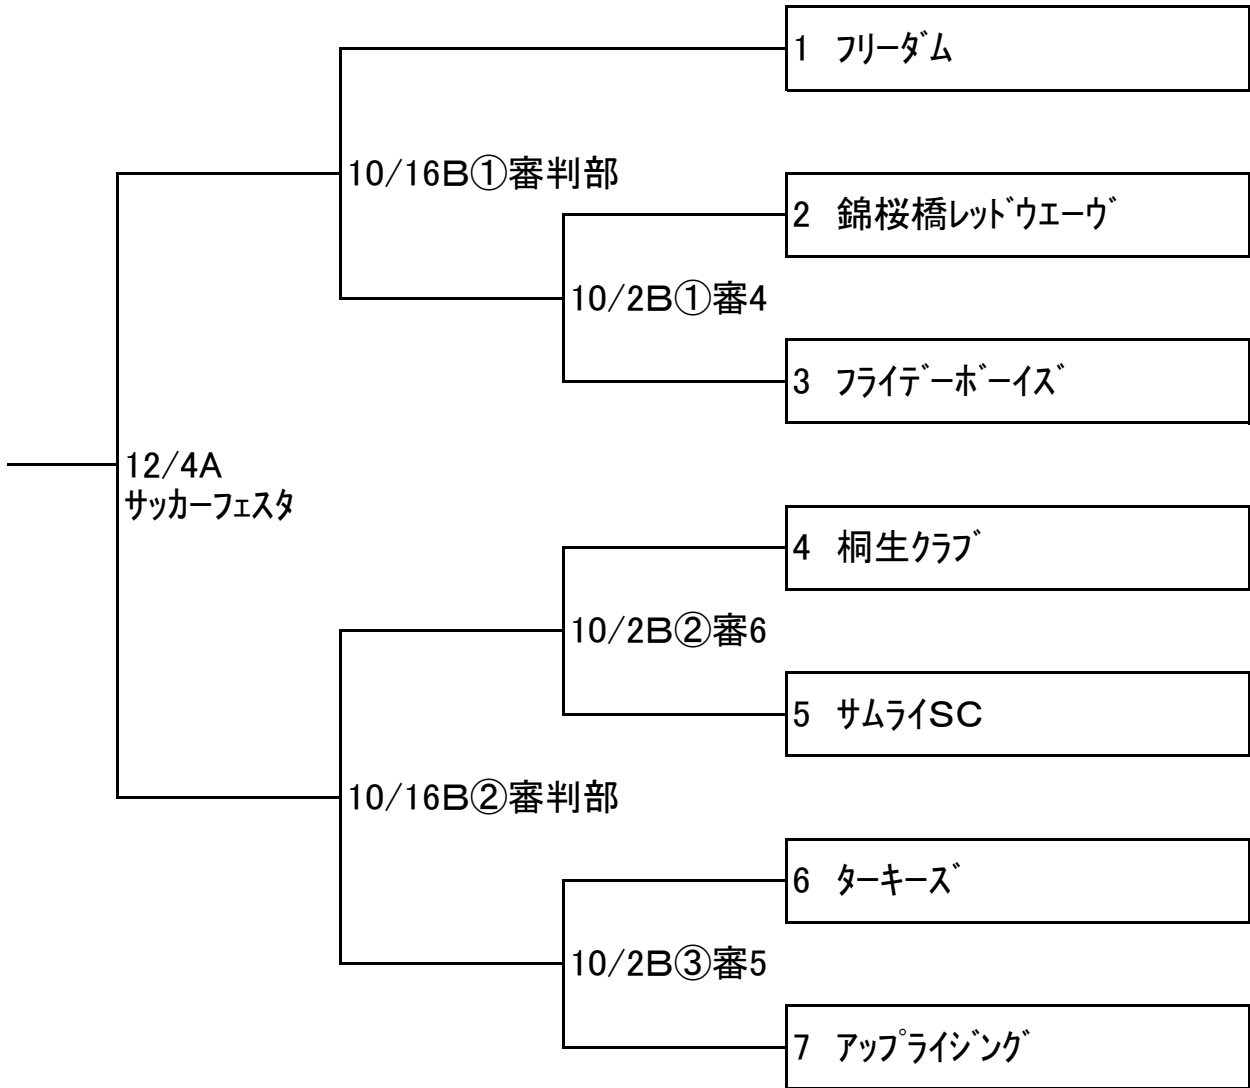 1 ﾌﾘｰﾀﾞﾑ
10/16B①審判部
2 錦桜橋ﾚｯﾄﾞｳｴｰｳﾞ
10/2B①審4
3 ﾌﾗｲﾃﾞｰﾎﾞｰｲｽﾞ
12/4A
ｻｯｶｰﾌｪｽﾀ
4 桐生ｸﾗﾌﾞ
10/2B②審6
5 ｻﾑﾗｲSC
10/16B②審判部
6 ﾀｰｷｰｽﾞ
10/2B③審5
7 ｱｯﾌﾟﾗｲｼﾞﾝｸﾞ